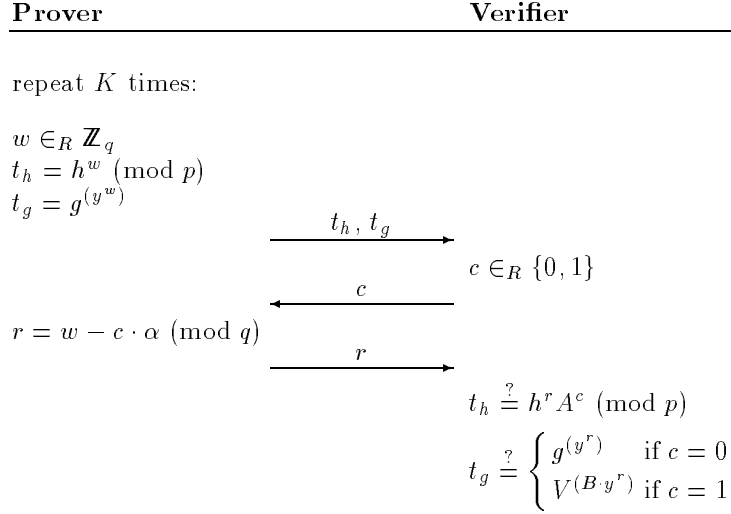 Prover Verifier
repeat K times:
w ∈_R ℤ_q
t_h = h^w (mod p)
t_g = g^(y^w)
t_h, t_g
c ∈_R {0, 1}
c
r = w − c · α (mod q)
r
t_h ≟ h^r A^c (mod p)
t_g ≟ { g^(y^r) if c = 0
V^(B·y^r) if c = 1